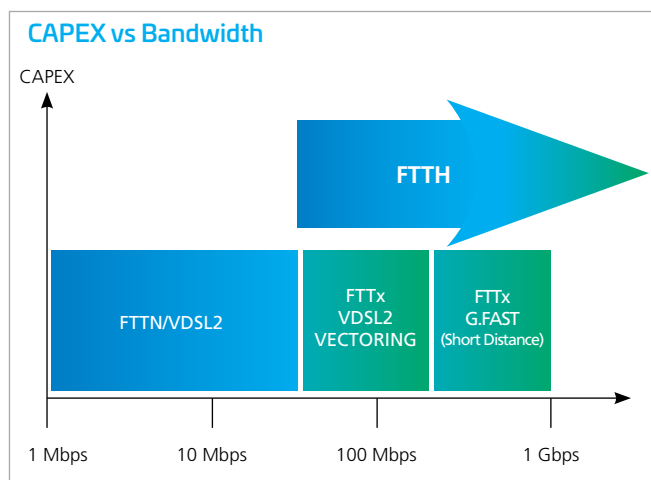 CAPEX vs Bandwidth
CAPEX
FTTH
FTTN/VDSL2
FTTx
VDSL2
VECTORING
FTTx
G.FAST
(Short Distance)
1 Mbps
10 Mbps
100 Mbps
1 Gbps